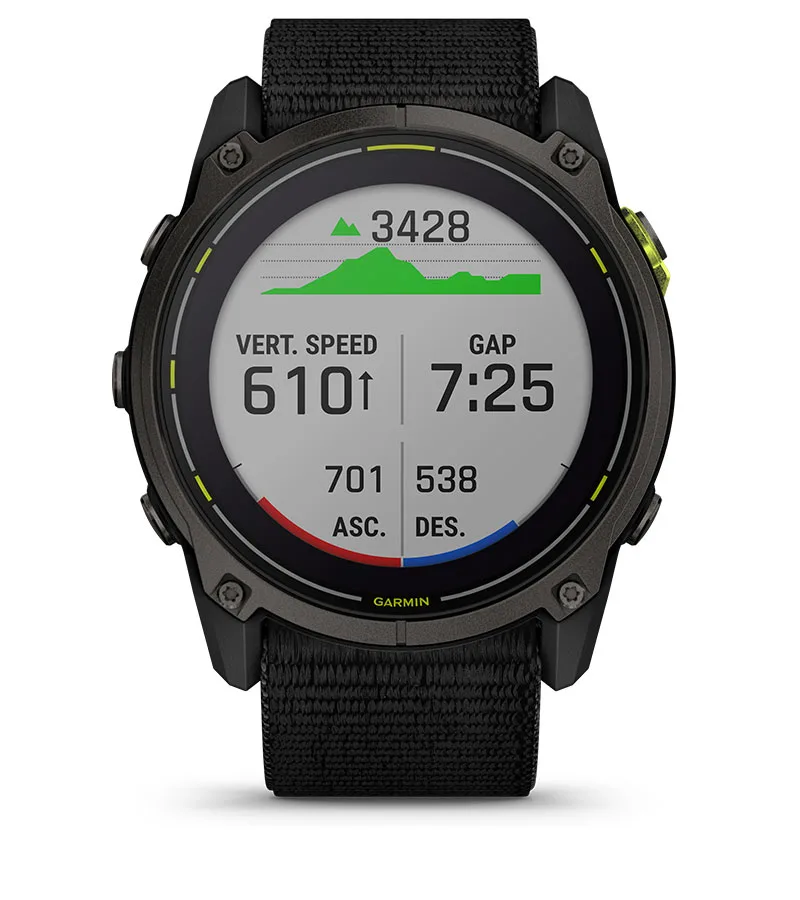 3428
VERT. SPEED GAP
610↑ 7:25
701 538
ASC. DES.
GARMIN